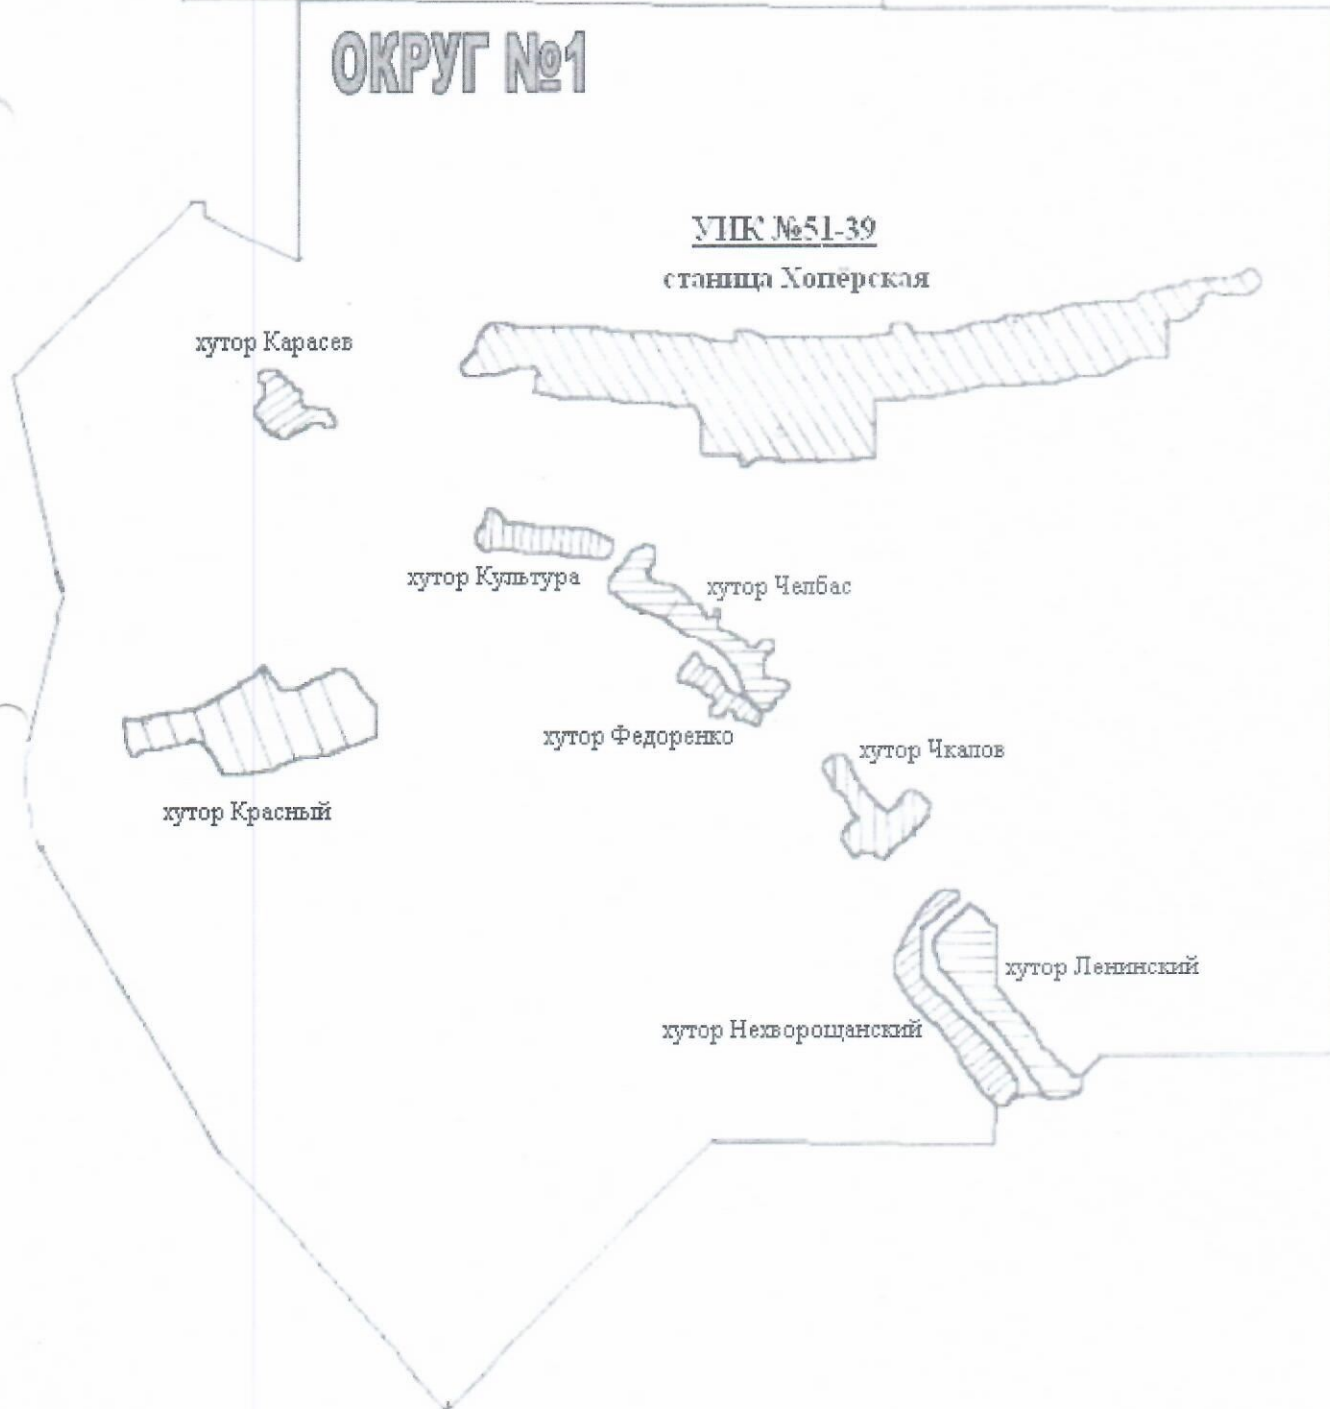 ОКРУГ №1
УИК №51-39
станица Хопёрская
хутор Карасев
хутор Культура
хутор Челбас
хутор Федоренко
хутор Чкалов
хутор Красный
хутор Ленинский
хутор Нехворощанский